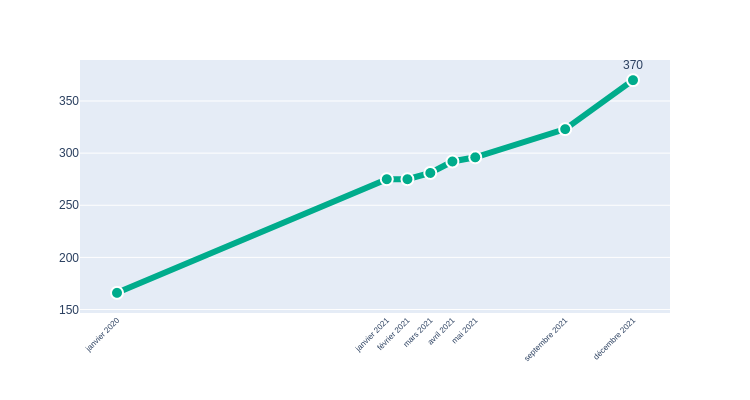 370
350
300
250
200
150
janvier 2020
janvier 2021
février 2021
mars 2021
avril 2021
mai 2021
septembre 2021
décembre 2021